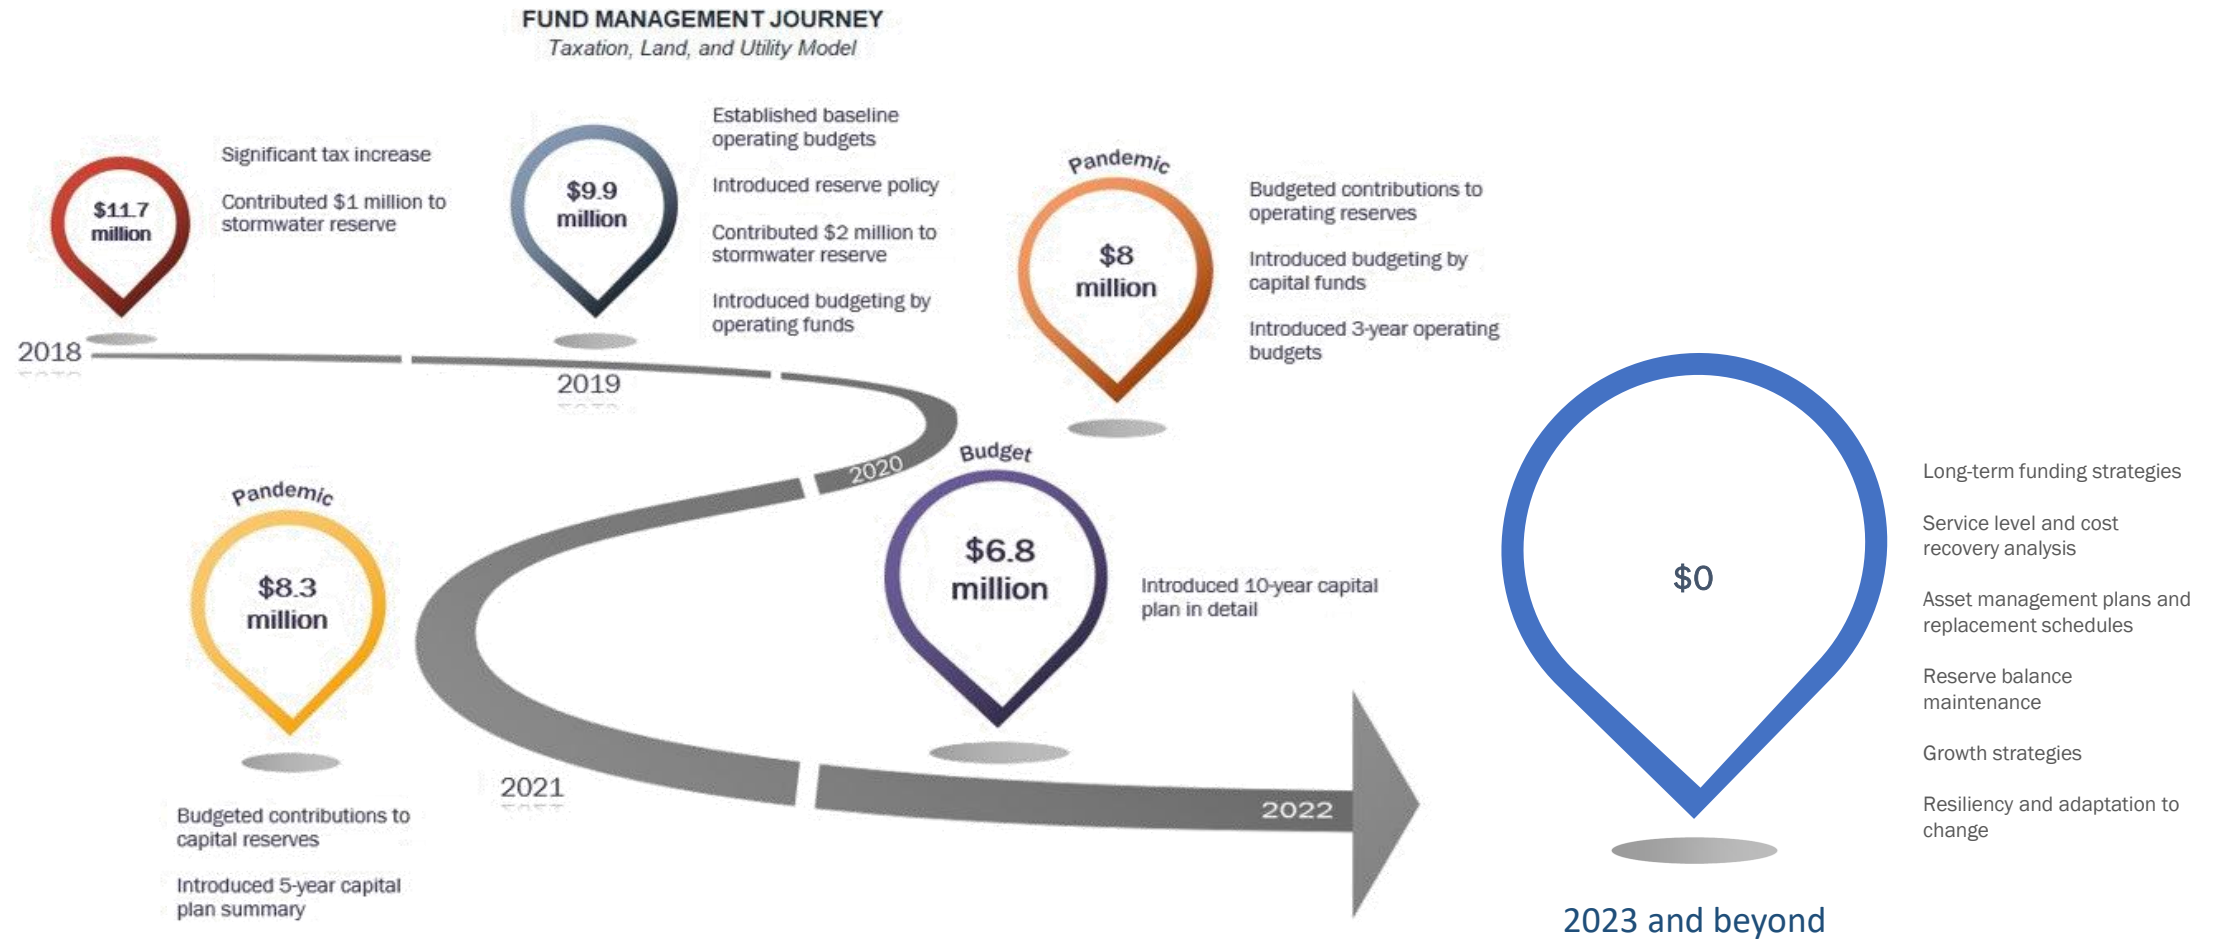 FUND MANAGEMENT JOURNEY
Taxation, Land, and Utility Model
$11.7
million
Significant tax increase
Contributed $1 million to
stormwater reserve
2018
$9.9
million
Established baseline
operating budgets
Introduced reserve policy
Contributed $2 million to
stormwater reserve
Introduced budgeting by
operating funds
2019
Pandemic
$8
million
Budgeted contributions to
operating reserves
Introduced budgeting by
capital funds
Introduced 3-year operating
budgets
2020
Pandemic
$8.3
million
Budgeted contributions to
capital reserves
Introduced 5-year capital
plan summary
2021
Budget
$6.8
million
Introduced 10-year capital
plan in detail
2022
$0
Long-term funding strategies
Service level and cost
recovery analysis
Asset management plans and
replacement schedules
Reserve balance
maintenance
Growth strategies
Resiliency and adaptation to
change
2023 and beyond